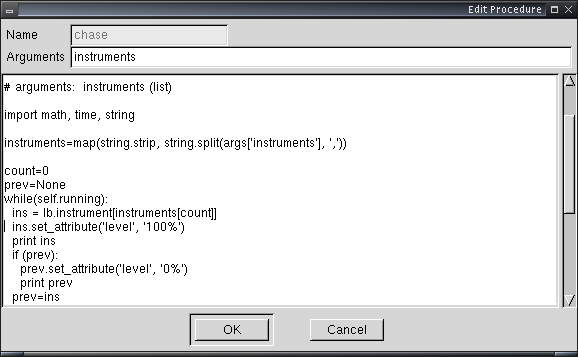 Edit Procedure
Name chase
Arguments instruments
# arguments:  instruments (list)
import math, time, string
instruments=map(string.strip, string.split(args['instruments'], ','))
count=0
prev=None
while(self.running):
  ins = lb.instrument[instruments[count]]
  ins.set_attribute('level', '100%')
  print ins
  if (prev):
    prev.set_attribute('level', '0%')
    print prev
  prev=ins
OK Cancel